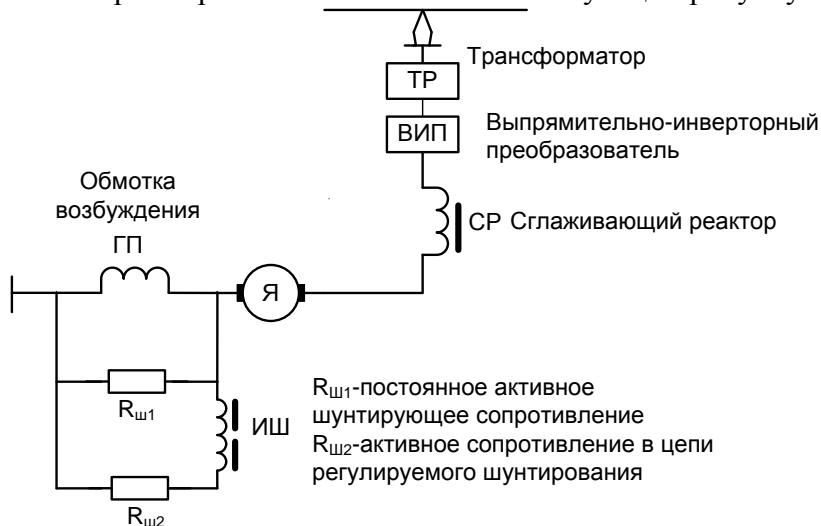 Трансформатор
ТР
ВИП
Выпрямительно-инверторный
преобразователь
Обмотка
возбуждения
ГП
СР Сглаживающий реактор
Я
Rш1
ИШ
Rш1-постоянное активное
шунтирующее сопротивление
Rш2-активное сопротивление в цепи
регулируемого шунтирования
Rш2